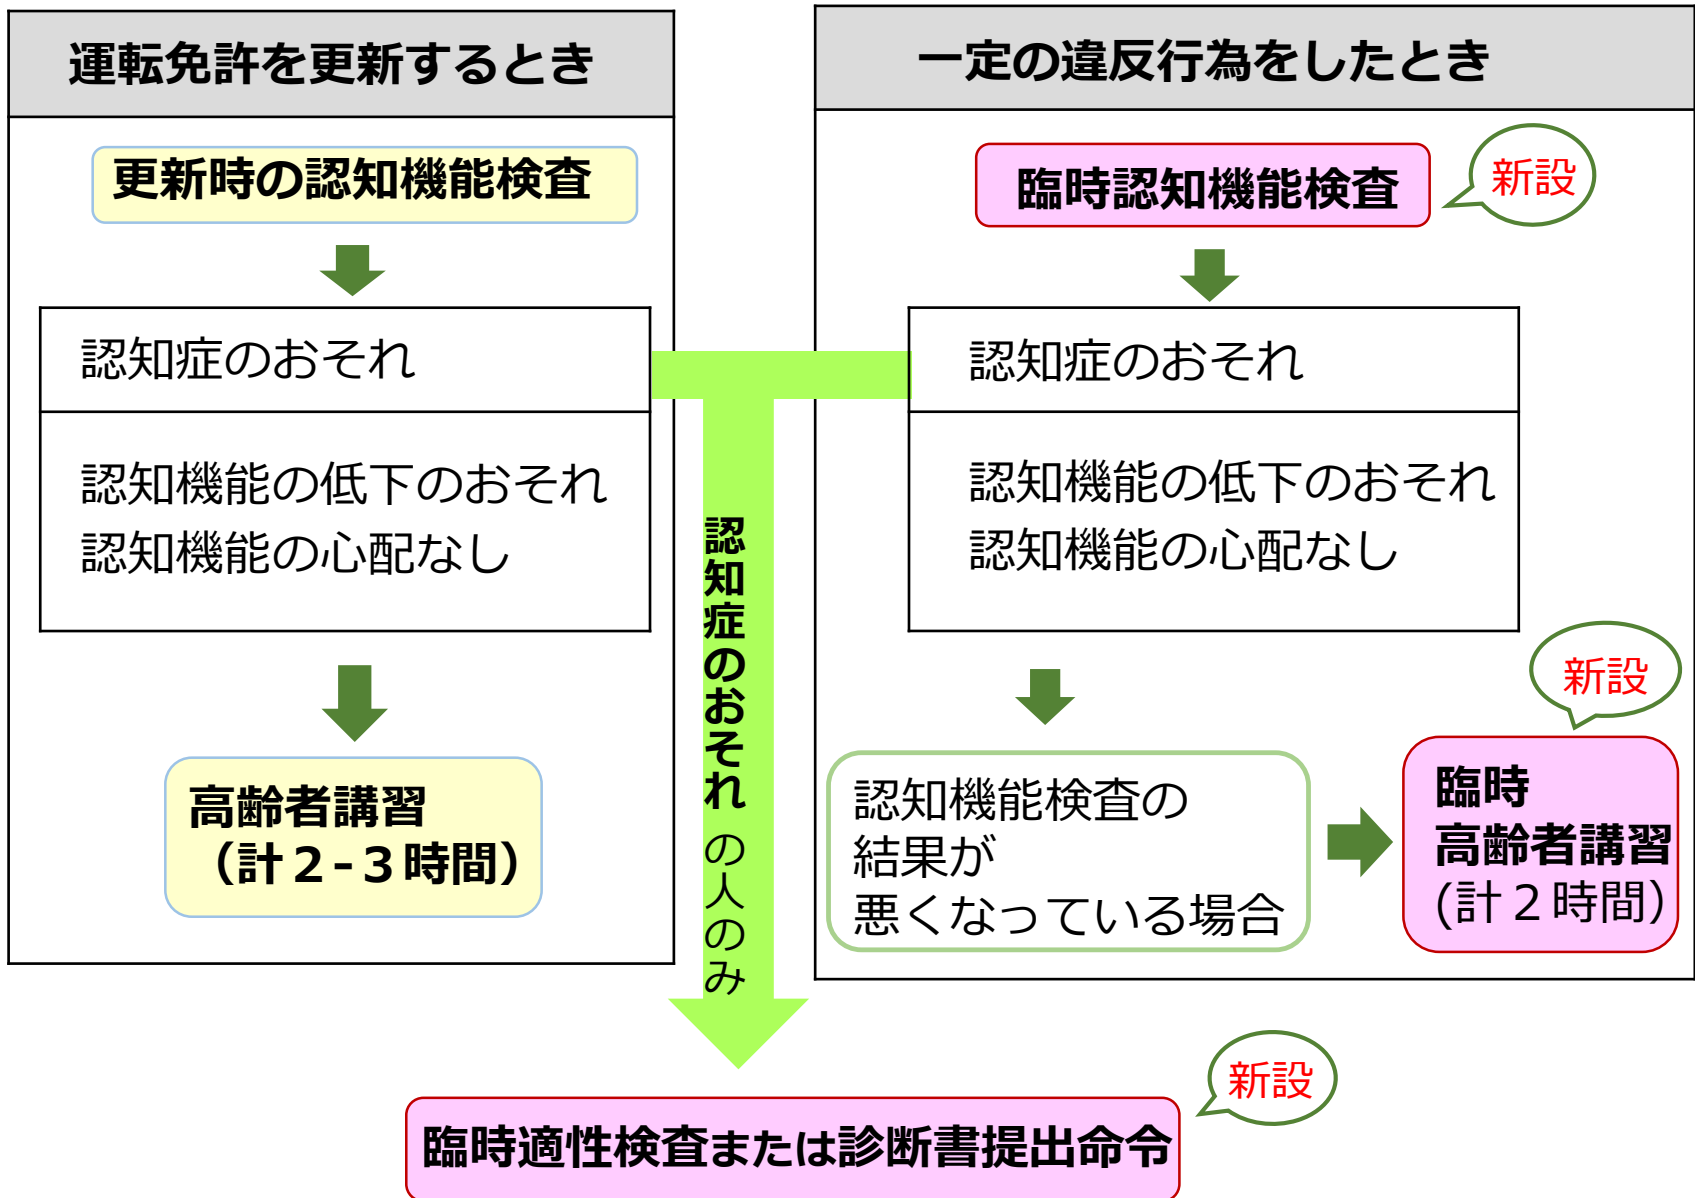 運転免許を更新するとき
更新時の認知機能検査
認知症のおそれ
認知機能の低下のおそれ
認知機能の心配なし
高齢者講習
（計２-３時間）
一定の違反行為をしたとき
臨時認知機能検査
新設
認知症のおそれ
認知機能の低下のおそれ
認知機能の心配なし
認知機能検査の
結果が
悪くなっている場合
新設
臨時
高齢者講習
(計２時間）
認知症のおそれ の人のみ
新設
臨時適性検査または診断書提出命令